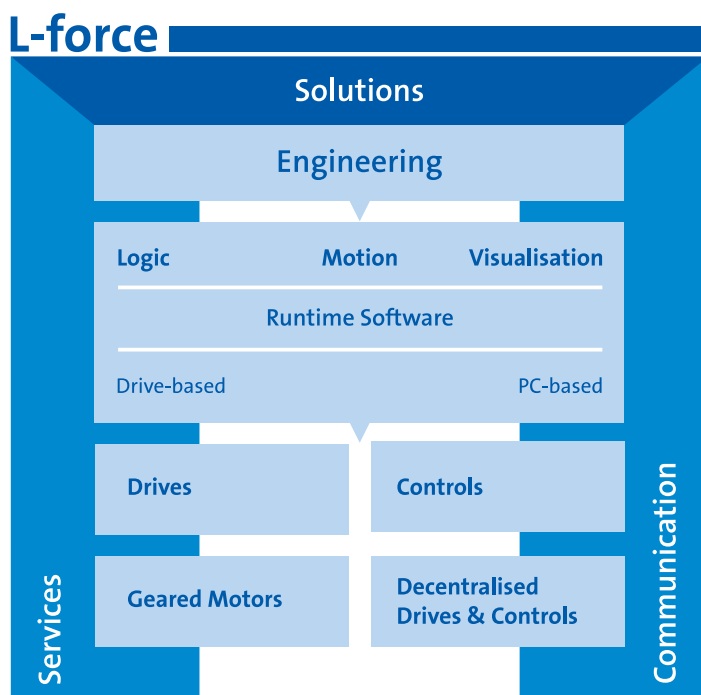 L-force
Solutions
Engineering
Logic Motion Visualisation
Runtime Software
Drive-based PC-based
Drives Controls
Geared Motors Decentralised
Drives & Controls
Services
Communication